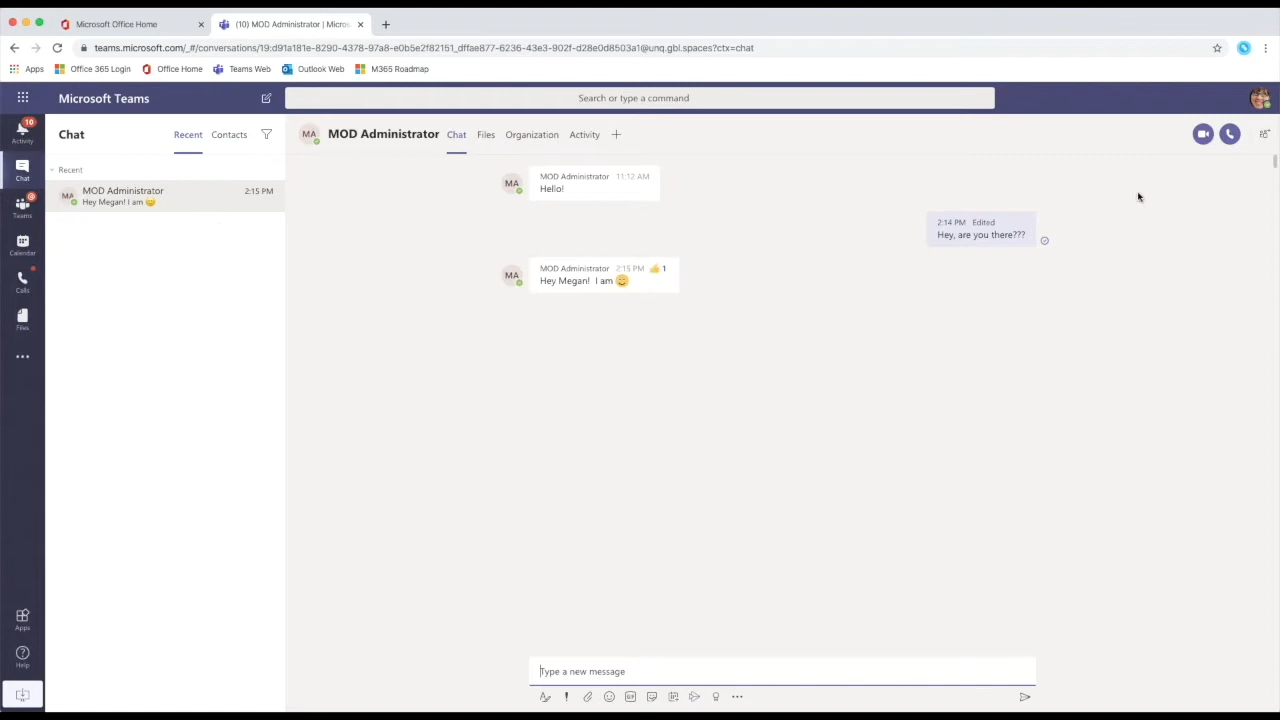 Microsoft Office Home
(10) MOD Administrator | Micros
teams.microsoft.com/_#/conversations/19:d91a181e-8290-4378-97a8-e0b5e2f82151_dffae877-6236-43e3-902f-d28e0d8503a1@unq.gbl.spaces?ctx=chat
Apps Office 365 Login Office Home Teams Web Outlook Web M365 Roadmap
Microsoft Teams
Search or type a command
10
Activity
Chat
Recent Contacts
MA MOD Administrator Chat Files Organization Activity
Chat
Recent
MA MOD Administrator 2:15 PM
Hey Megan! I am 😊
Teams
Calendar
Calls
Files
Apps
Help
MA
MOD Administrator 11:12 AM
Hello!
2:14 PM Edited
Hey, are you there???
MA
MOD Administrator 2:15 PM 👍 1
Hey Megan! I am 😊
Type a new message
GIF